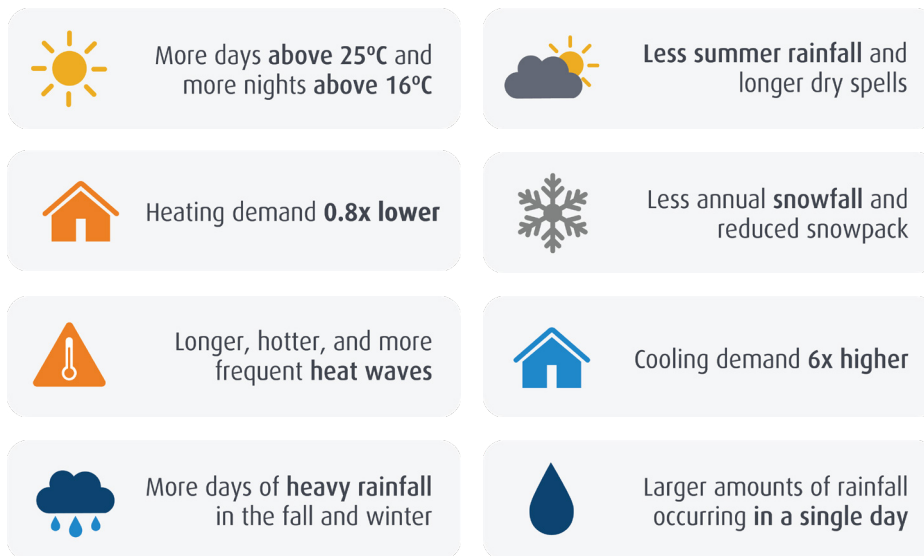 More days above 25ºC and
more nights above 16ºC
Less summer rainfall and
longer dry spells
Heating demand 0.8x lower
Less annual snowfall and
reduced snowpack
Longer, hotter, and more
frequent heat waves
Cooling demand 6x higher
More days of heavy rainfall
in the fall and winter
Larger amounts of rainfall
occurring in a single day